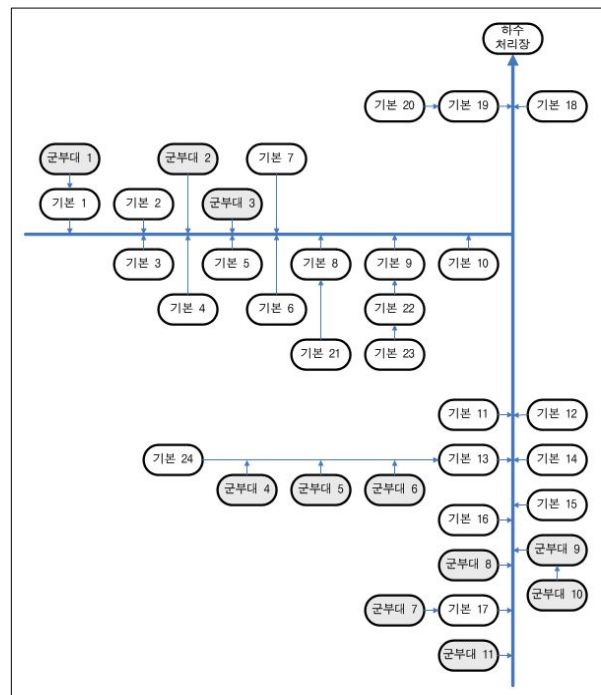 하수
처리장
기본 20
기본 19
기본 18
군부대 1
군부대 2
기본 7
기본 1
기본 2
군부대 3
기본 3
기본 5
기본 8
기본 9
기본 10
기본 4
기본 6
기본 22
기본 21
기본 23
기본 11
기본 12
기본 24
기본 13
기본 14
군부대 4
군부대 5
군부대 6
기본 15
기본 16
군부대 9
군부대 8
군부대 10
군부대 7
기본 17
군부대 11